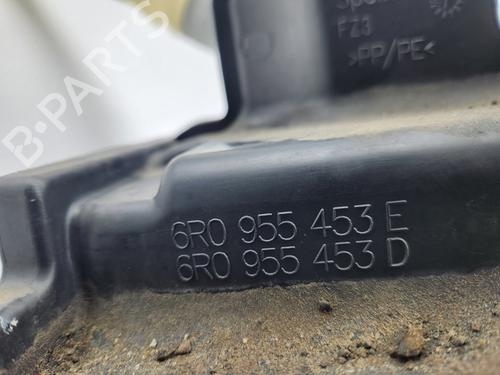 FZ3
>PP/PE<
B-PARTS
6R0 955 453 E
6R0 955 453 D